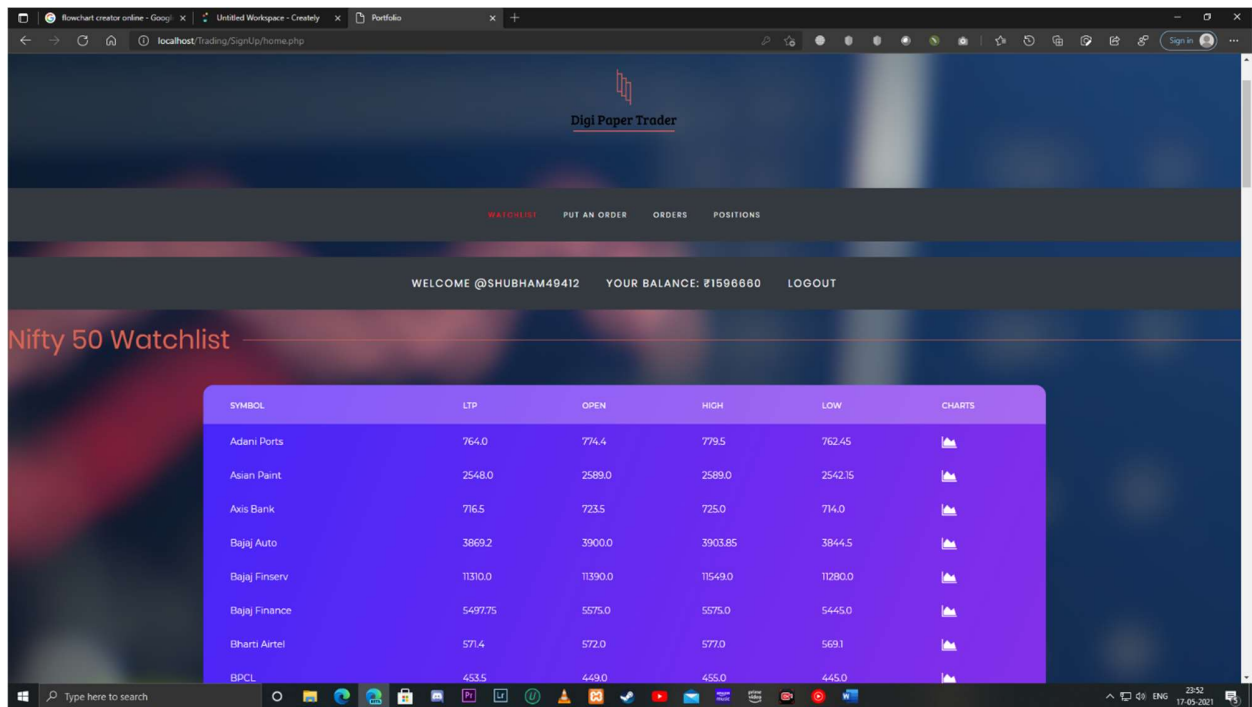 flowchart creator online - Googl
Untitled Workspace - Creately
Portfolio
localhost/Trading/SignUp/home.php
Sign in
Digi Paper Trader
WATCHLIST PUT AN ORDER ORDERS POSITIONS
WELCOME @SHUBHAM49412 YOUR BALANCE: ₹1596660 LOGOUT
Nifty 50 Watchlist
SYMBOL LTP OPEN HIGH LOW CHARTS
Adani Ports 764.0 774.4 779.5 762.45
Asian Paint 2548.0 2589.0 2589.0 2542.15
Axis Bank 716.5 723.5 725.0 714.0
Bajaj Auto 3869.2 3900.0 3903.85 3844.5
Bajaj Finserv 11310.0 11390.0 11549.0 11280.0
Bajaj Finance 5497.75 5575.0 5575.0 5445.0
Bharti Airtel 571.4 572.0 577.0 569.1
BPCL 453.5 449.0 455.0 445.0
Type here to search
Pr
Lr
ENG
23:52
17-05-2021